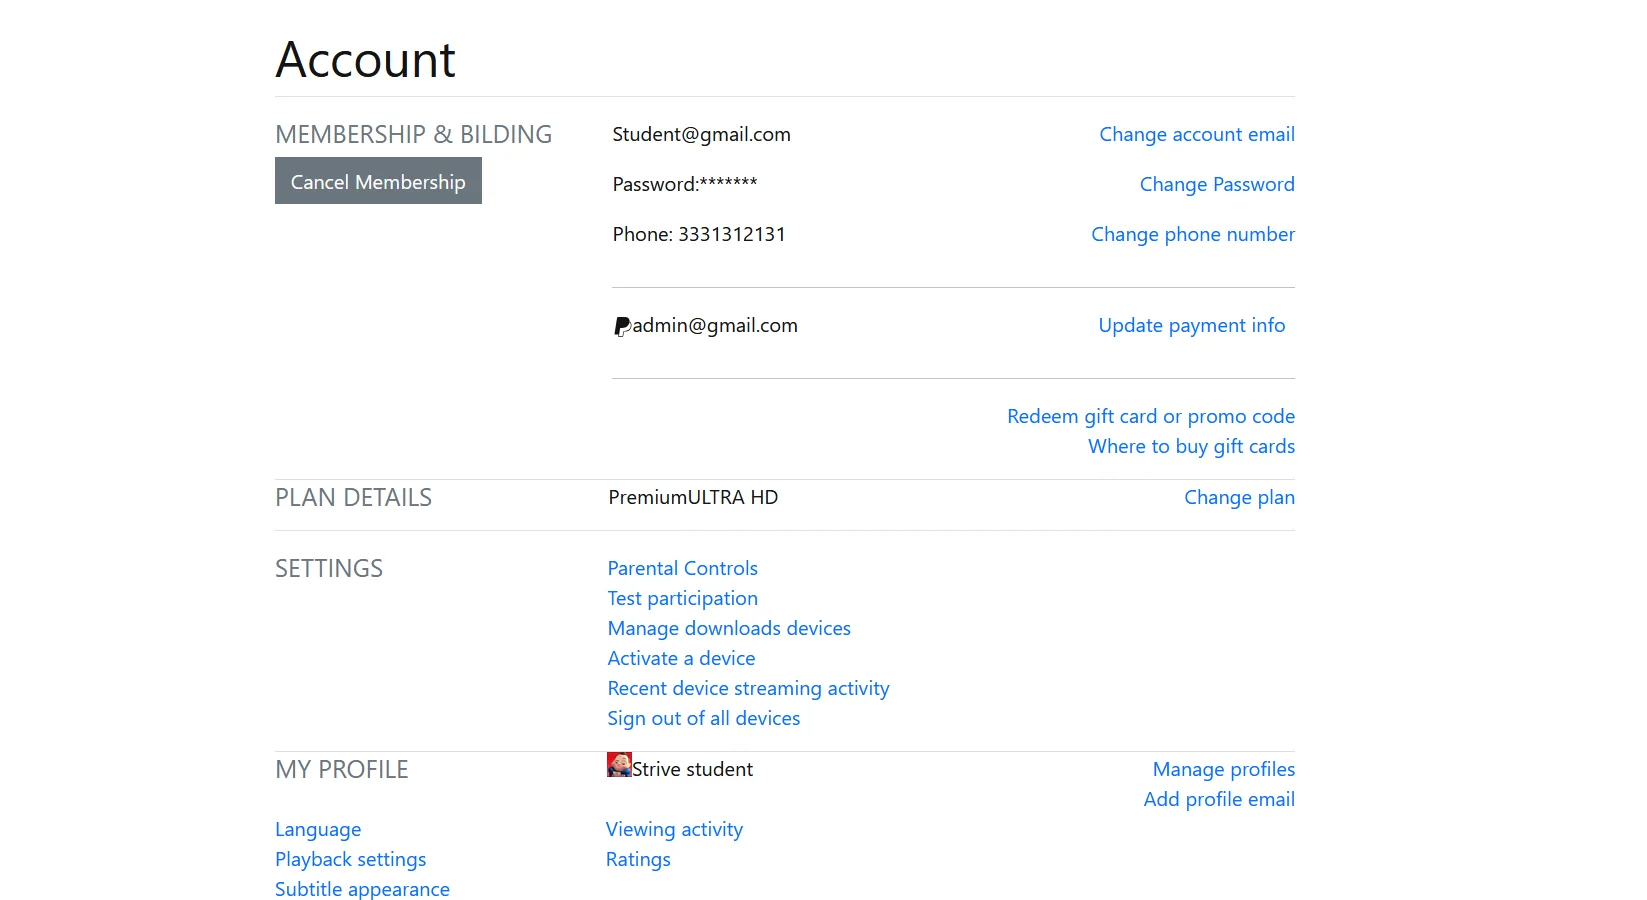 Account
MEMBERSHIP & BILDING
Cancel Membership
Student@gmail.com
Change account email
Password:*******
Change Password
Phone: 3331312131
Change phone number
admin@gmail.com
Update payment info
Redeem gift card or promo code
Where to buy gift cards
PLAN DETAILS
PremiumULTRA HD
Change plan
SETTINGS
Parental Controls
Test participation
Manage downloads devices
Activate a device
Recent device streaming activity
Sign out of all devices
MY PROFILE
Strive student
Manage profiles
Add profile email
Language
Viewing activity
Playback settings
Ratings
Subtitle appearance